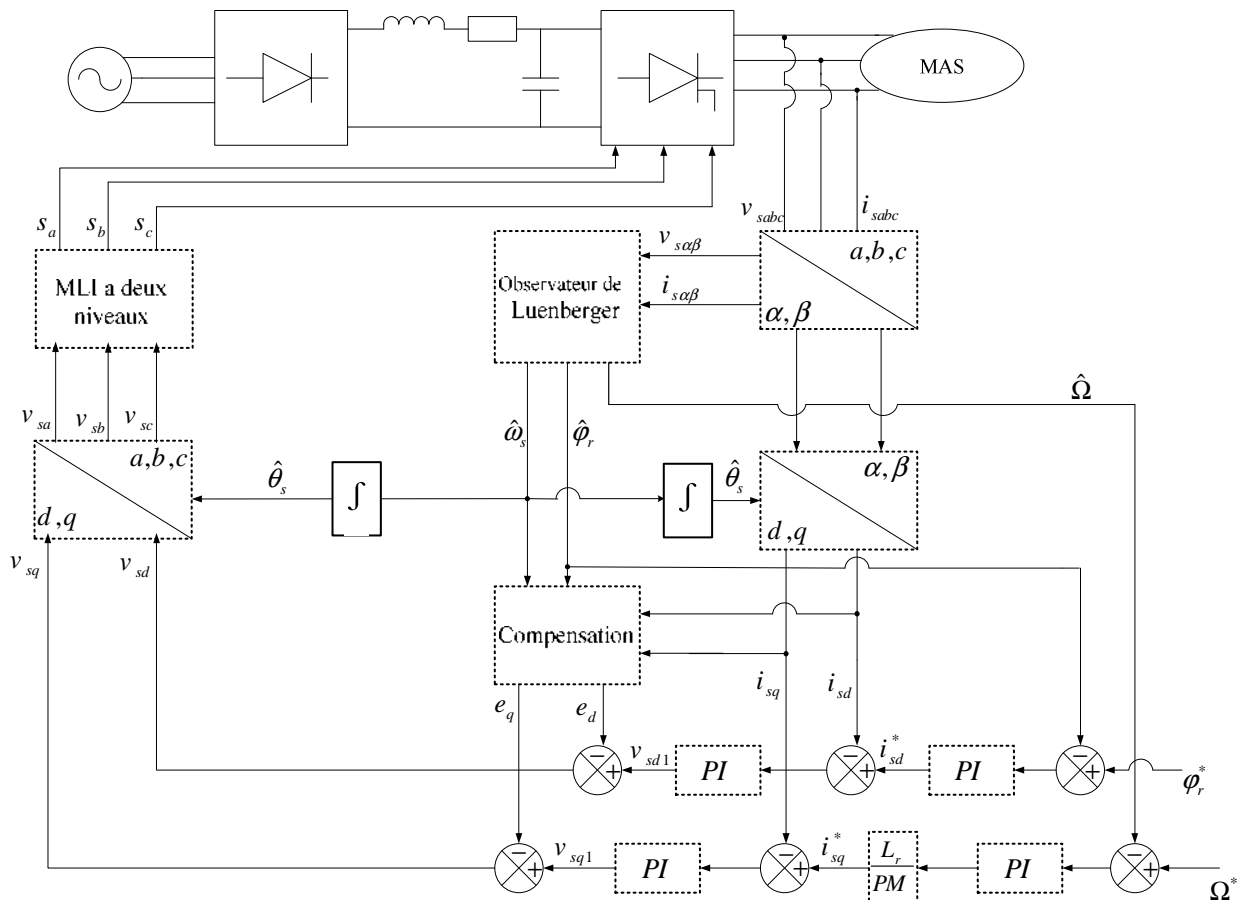 MAS
s_a
s_b
s_c
v_sabc
i_sabc
MLI a deux
niveaux
Observateur de
Luenberger
v_sαβ
i_sαβ
a,b,c
α,β
v_sa
v_sb
v_sc
ω̂_s
φ̂_r
Ω̂
a,b,c
d,q
θ̂_s
∫
∫
θ̂_s
α,β
d,q
v_sq
v_sd
Compensation
i_sq
i_sd
e_q
e_d
− +
v_sd1
PI
− +
i*_sd
PI
− +
φ*_r
− +
v_sq1
PI
− +
i*_sq
L_r
PM
PI
− +
Ω*